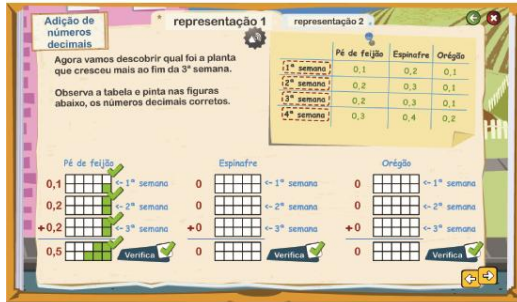 Adição de
números
decimais
* representação 1
representação 2
Agora vamos descobrir qual foi a planta
que cresceu mais ao fim da 3ª semana.
Observa a tabela e pinta nas figuras
abaixo, os números decimais corretos.
Pé de feijão Espinafre Orégão
1ª semana 0,1 0,2 0,1
2ª semana 0,2 0,3 0,1
3ª semana 0,2 0,3 0,1
4ª semana 0,3 0,4 0,2
Pé de feijão Espinafre Orégão
0,1 <- 1ª semana 0 <- 1ª semana 0 <- 1ª semana
0,2 <- 2ª semana 0 <- 2ª semana 0 <- 2ª semana
+0,2 <- 3ª semana +0 <- 3ª semana +0 <- 3ª semana
0,5 Verifica 0 Verifica 0 Verifica